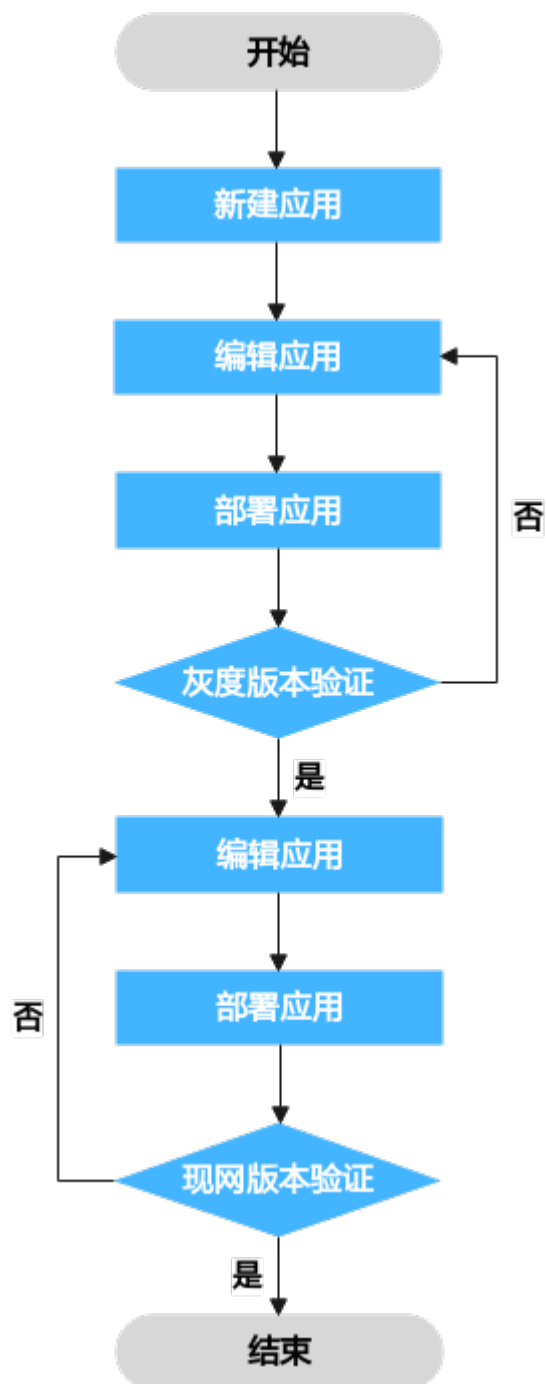 开始
新建应用
编辑应用
部署应用
否
灰度版本验证
是
编辑应用
部署应用
否
现网版本验证
是
结束